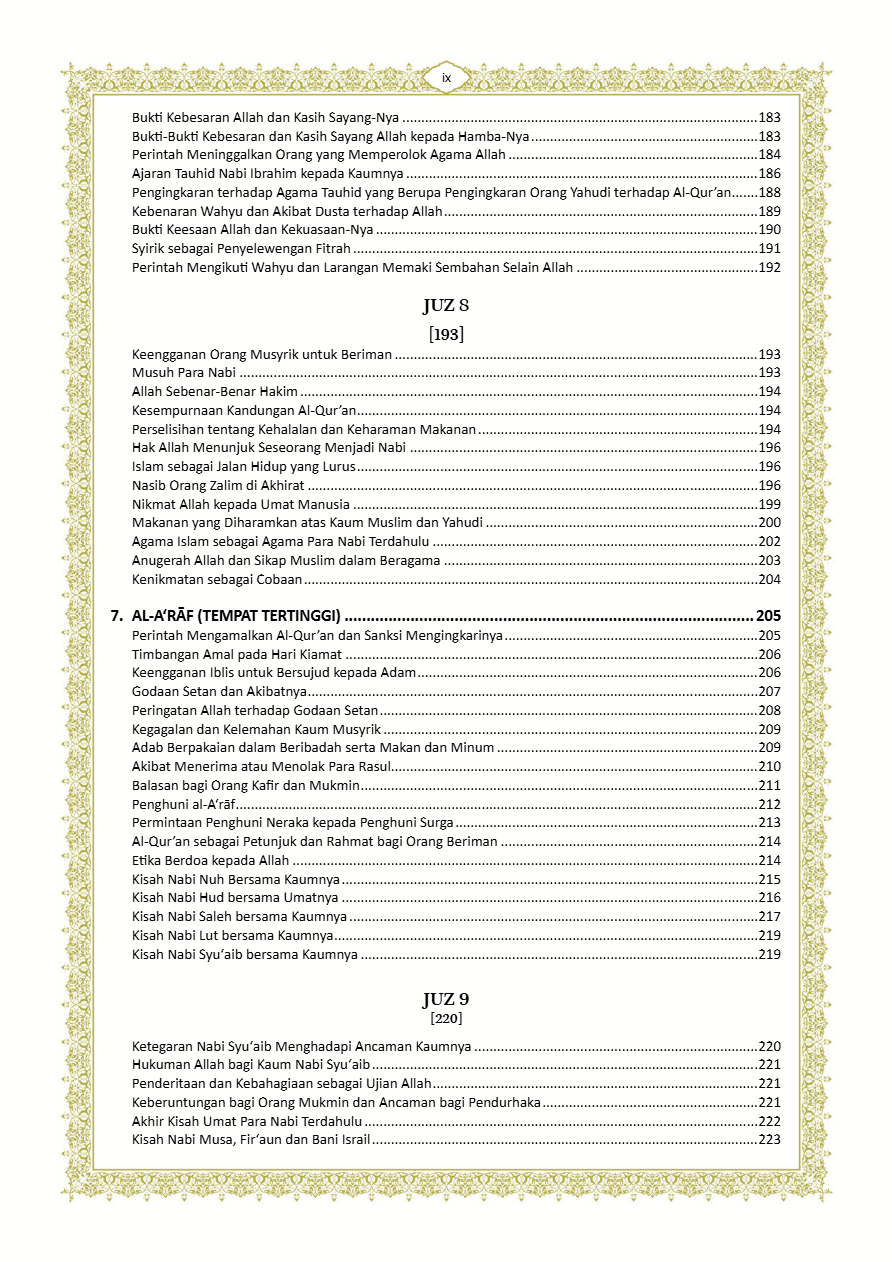 ix
Bukti Kebesaran Allah dan Kasih Sayang-Nya ............................................................................................183
Bukti-Bukti Kebesaran dan Kasih Sayang Allah kepada Hamba-Nya...........................................................183
Perintah Meninggalkan Orang yang Memperolok Agama Allah .................................................................184
Ajaran Tauhid Nabi Ibrahim kepada Kaumnya ...........................................................................................186
Pengingkaran terhadap Agama Tauhid yang Berupa Pengingkaran Orang Yahudi terhadap Al-Qur’an.......188
Kebenaran Wahyu dan Akibat Dusta terhadap Allah..................................................................................189
Bukti Keesaan Allah dan Kekuasaan-Nya ...................................................................................................190
Syirik sebagai Penyelewengan Fitrah .........................................................................................................191
Perintah Mengikuti Wahyu dan Larangan Memaki Sembahan Selain Allah ...............................................192
JUZ 8
[193]
Keengganan Orang Musyrik untuk Beriman ..............................................................................................193
Musuh Para Nabi .......................................................................................................................................193
Allah Sebenar-Benar Hakim .......................................................................................................................194
Kesempurnaan Kandungan Al-Qur’an........................................................................................................194
Perselisihan tentang Kehalalan dan Keharaman Makanan.........................................................................194
Hak Allah Menunjuk Seseorang Menjadi Nabi ..........................................................................................196
Islam sebagai Jalan Hidup yang Lurus........................................................................................................196
Nasib Orang Zalim di Akhirat .....................................................................................................................196
Nikmat Allah kepada Umat Manusia .........................................................................................................199
Makanan yang Diharamkan atas Kaum Muslim dan Yahudi .......................................................................200
Agama Islam sebagai Agama Para Nabi Terdahulu ....................................................................................202
Anugerah Allah dan Sikap Muslim dalam Beragama .................................................................................203
Kenikmatan sebagai Cobaan......................................................................................................................204
7. AL-A‘RĀF (TEMPAT TERTINGGI) ............................................................................................. 205
Perintah Mengamalkan Al-Qur’an dan Sanksi Mengingkarinya..................................................................205
Timbangan Amal pada Hari Kiamat ...........................................................................................................206
Keengganan Iblis untuk Bersujud kepada Adam........................................................................................206
Godaan Setan dan Akibatnya.....................................................................................................................207
Peringatan Allah terhadap Godaan Setan..................................................................................................208
Kegagalan dan Kelemahan Kaum Musyrik .................................................................................................209
Adab Berpakaian dalam Beribadah serta Makan dan Minum ....................................................................209
Akibat Menerima atau Menolak Para Rasul...............................................................................................210
Balasan bagi Orang Kafir dan Mukmin.......................................................................................................211
Penghuni al-A‘rāf.......................................................................................................................................212
Permintaan Penghuni Neraka kepada Penghuni Surga..............................................................................213
Al-Qur’an sebagai Petunjuk dan Rahmat bagi Orang Beriman ...................................................................214
Etika Berdoa kepada Allah .........................................................................................................................214
Kisah Nabi Nuh Bersama Kaumnya............................................................................................................215
Kisah Nabi Hud bersama Umatnya ............................................................................................................216
Kisah Nabi Saleh bersama Kaumnya..........................................................................................................217
Kisah Nabi Lut bersama Kaumnya..............................................................................................................219
Kisah Nabi Syu‘aib bersama Kaumnya .......................................................................................................219
JUZ 9
[220]
Ketegaran Nabi Syu‘aib Menghadapi Ancaman Kaumnya .........................................................................220
Hukuman Allah bagi Kaum Nabi Syu‘aib....................................................................................................221
Penderitaan dan Kebahagiaan sebagai Ujian Allah.....................................................................................221
Keberuntungan bagi Orang Mukmin dan Ancaman bagi Pendurhaka........................................................221
Akhir Kisah Umat Para Nabi Terdahulu ......................................................................................................222
Kisah Nabi Musa, Fir‘aun dan Bani Israil....................................................................................................223